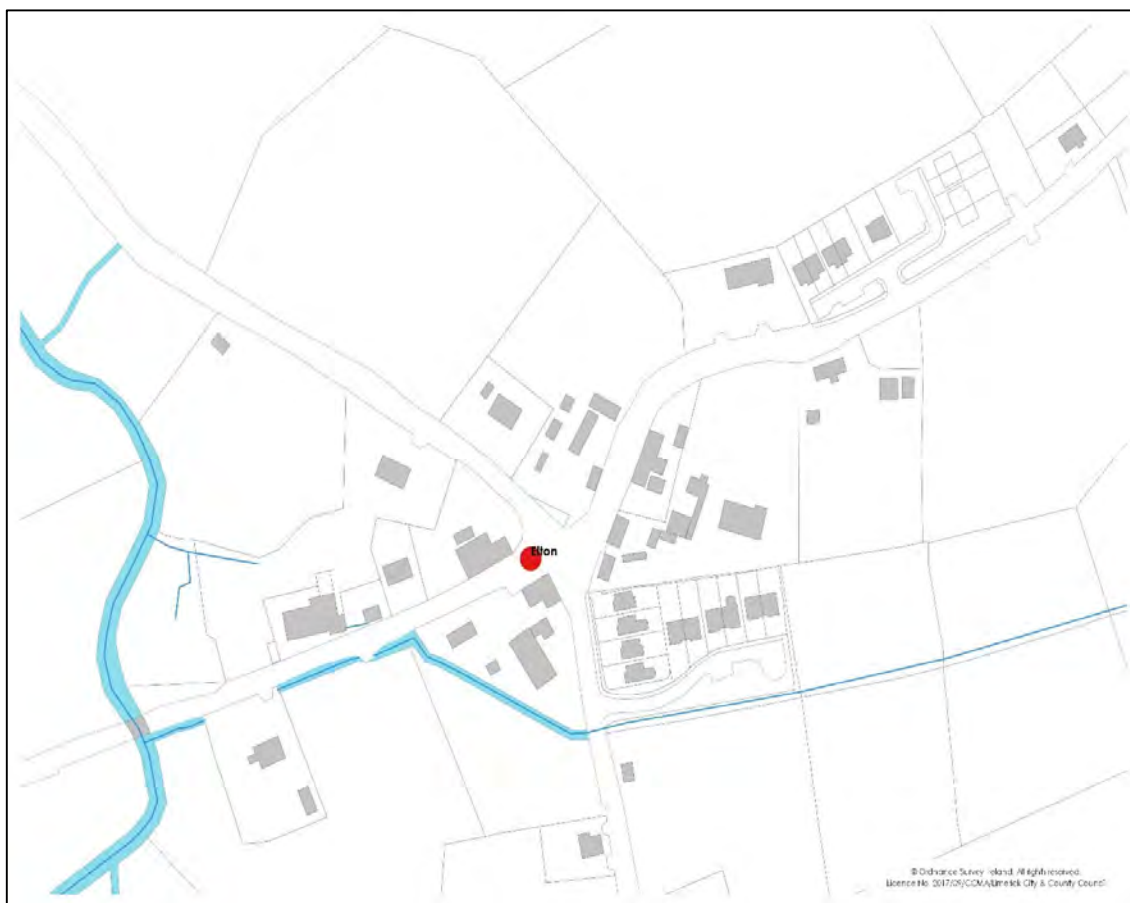 Elton
© Ordnance Survey Ireland. All rights reserved.
Licence No. 2017/09/CCMA/Limerick City & County Council